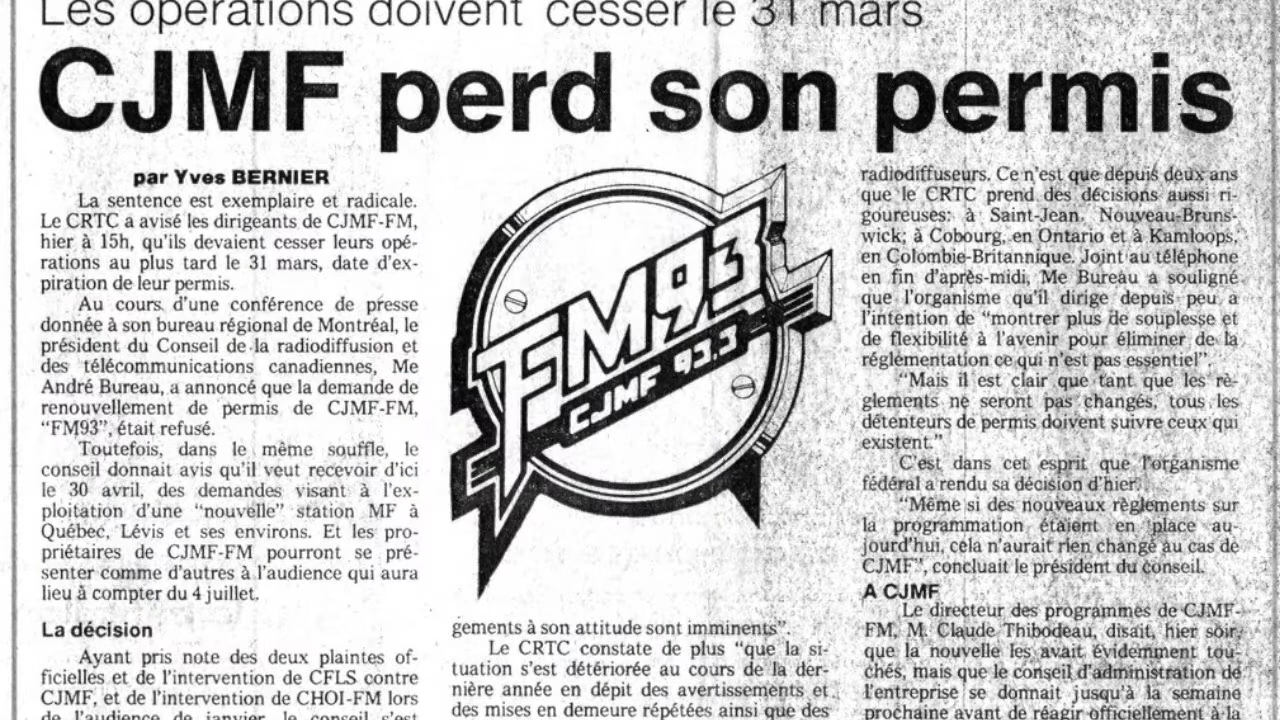 Les opérations doivent cesser le 31 mars
CJMF perd son permis
par Yves BERNIER
La sentence est exemplaire et radicale.
Le CRTC a avisé les dirigeants de CJMF-FM,
hier à 15h, qu'ils devaient cesser leurs opé-
rations au plus tard le 31 mars, date d'ex-
piration de leur permis.
Au cours d'une conférence de presse
donnée à son bureau régional de Montréal, le
président du Conseil de la radiodiffusion et
des télécommunications canadiennes, Me
André Bureau, a annoncé que la demande de
renouvellement de permis de CJMF-FM,
"FM93", était refusé.
Toutefois, dans le même souffle, le
conseil donnait avis qu'il veut recevoir d'ici
le 30 avril, des demandes visant à l'ex-
ploitation d'une "nouvelle" station MF à
Québec, Lévis et ses environs. Et les pro-
priétaires de CJMF-FM pourront se pré-
senter comme d'autres à l'audience qui aura
lieu à compter du 4 juillet.
La décision
Ayant pris note des deux plaintes of-
ficielles et de l'intervention de CFLS contre
CJMF, et de l'intervention de CHOI-FM lors
de l'audience de janvier, le conseil s'est
FM93
CJMF 93.3
gements à son attitude sont imminents".
Le CRTC constate de plus "que la si-
tuation s'est détériorée au cours de la der-
nière année en dépit des avertissements et
des mises en demeure répétées ainsi que des
radiodiffuseurs. Ce n'est que depuis deux ans
que le CRTC prend des décisions aussi ri-
goureuses: à Saint-Jean, Nouveau-Bruns-
wick; à Cobourg, en Ontario et à Kamloops,
en Colombie-Britannique. Joint au téléphone
en fin d'après-midi, Me Bureau a souligné
que l'organisme qu'il dirige depuis peu a
l'intention de "montrer plus de souplesse et
de flexibilité à l'avenir pour éliminer de la
réglementation ce qui n'est pas essentiel".
"Mais il est clair que tant que les rè-
glements ne seront pas changés, tous les
détenteurs de permis doivent suivre ceux qui
existent."
C'est dans cet esprit que l'organisme
fédéral a rendu sa décision d'hier.
"Même si des nouveaux règlements sur
la programmation étaient en place au-
jourd'hui, cela n'aurait rien changé au cas de
CJMF", concluait le président du conseil.
A CJMF
Le directeur des programmes de CJMF-
FM, M. Claude Thibodeau, disait, hier soir,
que la nouvelle les avait évidemment tou-
chés, mais que le conseil d'administration de
l'entreprise se donnait jusqu'à la semaine
prochaine avant de réagir officiellement à la